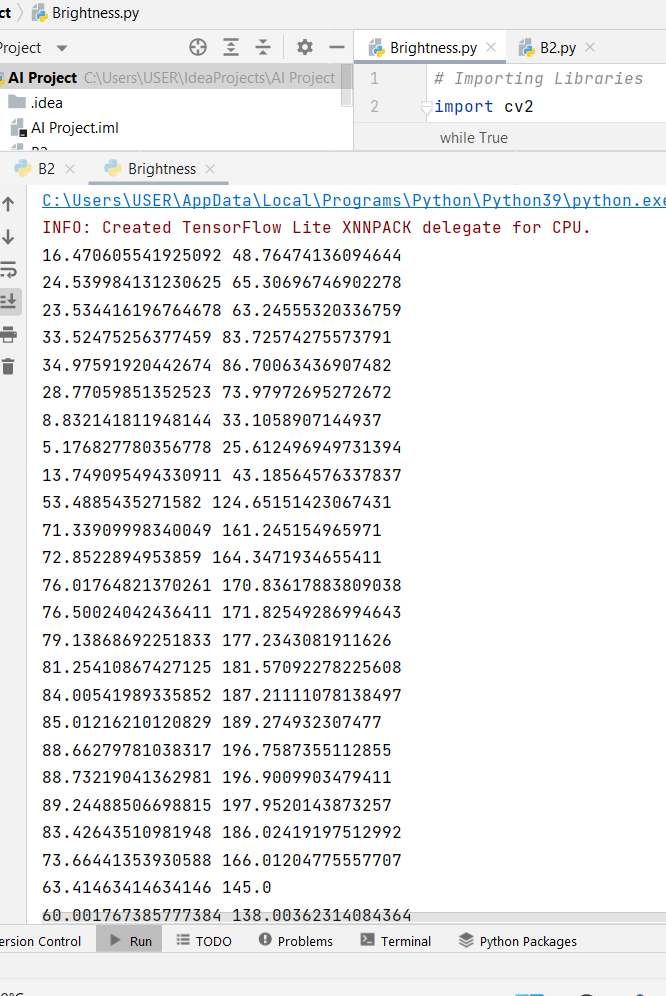 ct Brightness.py
Project
Brightness.py B2.py
AI Project C:\Users\USER\IdeaProjects\AI Project
1 # Importing Libraries
.idea
2 import cv2
AI Project.iml
while True
B2 Brightness
C:\Users\USER\AppData\Local\Programs\Python\Python39\python.exe
INFO: Created TensorFlow Lite XNNPACK delegate for CPU.
16.470605541925092 48.76474136094644
24.539984131230625 65.30696746902278
23.534416196764678 63.24555320336759
33.52475256377459 83.72574275573791
34.97591920442674 86.70063436907482
28.77059851352523 73.97972695272672
8.832141811948144 33.1058907144937
5.176827780356778 25.612496949731394
13.749095494330911 43.18564576337837
53.4885435271582 124.65151423067431
71.33909998340049 161.245154965971
72.8522894953859 164.3471934655411
76.01764821370261 170.83617883809038
76.50024042436411 171.82549286994643
79.13868692251833 177.2343081911626
81.25410867427125 181.57092278225608
84.00541989335852 187.21111078138497
85.01216210120829 189.274932307477
88.66279781038317 196.7587355112855
88.73219041362981 196.9009903479411
89.24488506698815 197.9520143873257
83.42643510981948 186.02419197512992
73.66441353930588 166.01204775557707
63.41463414634146 145.0
60.001767385777384 138.00362314084364
ersion Control Run TODO Problems Terminal Python Packages